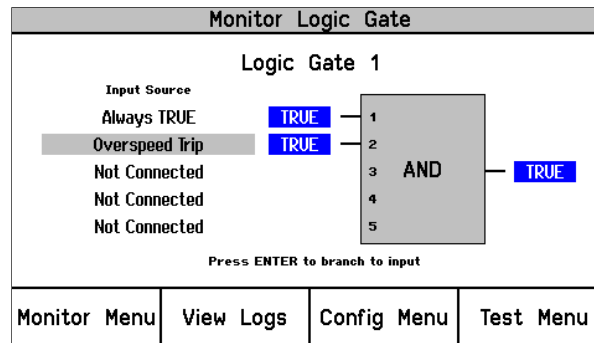 Monitor Logic Gate
Logic Gate 1
Input Source
Always TRUE TRUE 1
Overspeed Trip TRUE 2
Not Connected 3 AND TRUE
Not Connected 4
Not Connected 5
Press ENTER to branch to input
Monitor Menu View Logs Config Menu Test Menu